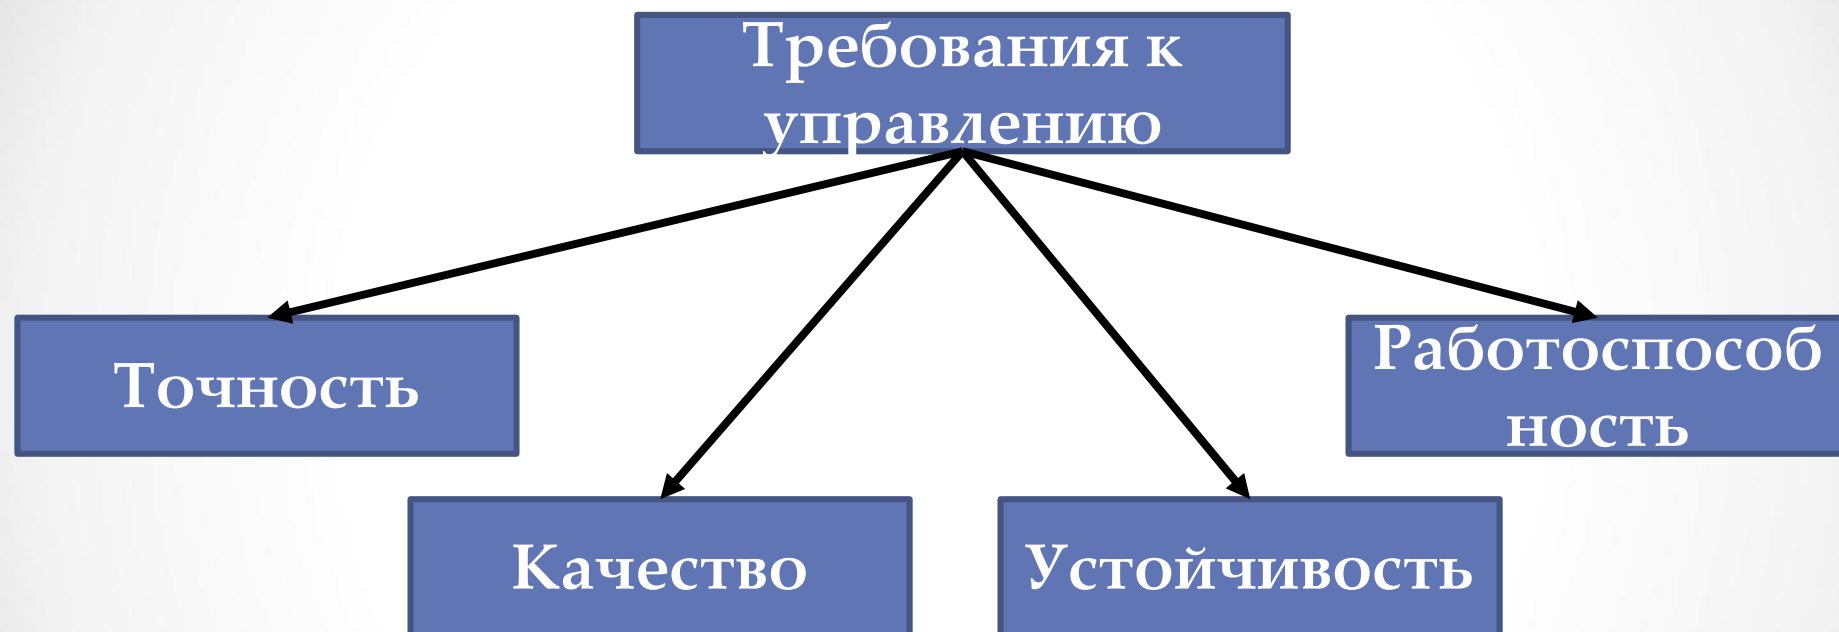 Требования к
управлению
Точность
Работоспособ
ность
Качество
Устойчивость